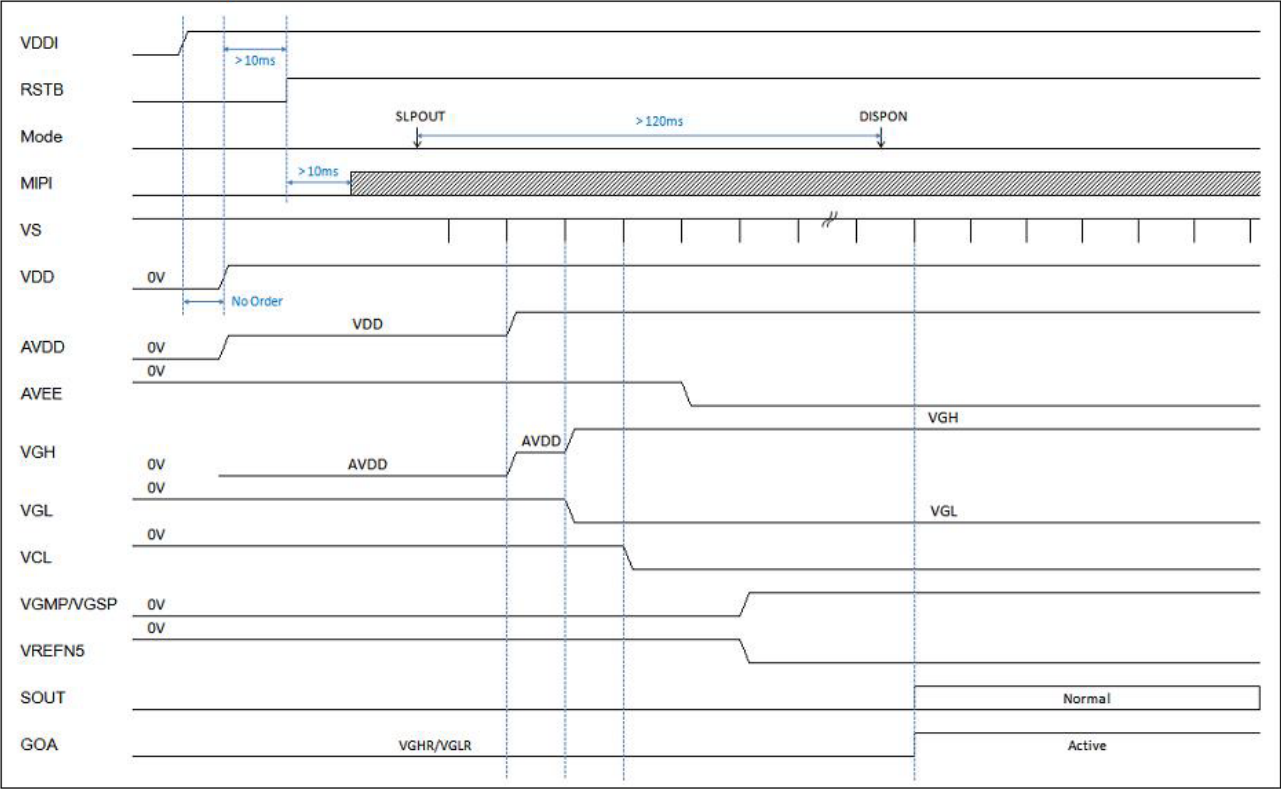 VDDI
>10ms
RSTB
SLPOUT
>120ms
DISPON
Mode
>10ms
MIPI
VS
VDD 0V
No Order
VDD
AVDD 0V
0V
AVEE
VGH
AVDD
VGH
0V AVDD
0V
VGL VGL
0V
VCL
VGMP/VGSP 0V
0V
VREFN5
SOUT Normal
GOA VGHR/VGLR Active